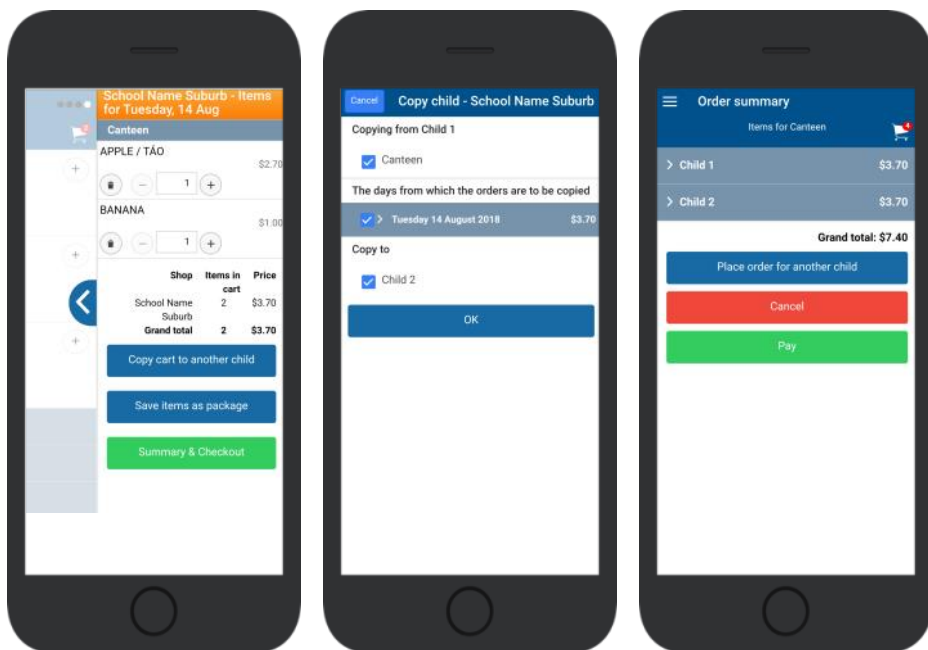 School Name Suburb - Items
for Tuesday, 14 Aug
Canteen
APPLE / TÁO
$2.70
1
BANANA
$1.00
1
Shop Items in Price
cart
School Name 2 $3.70
Suburb
Grand total 2 $3.70
Copy cart to another child
Save items as package
Summary & Checkout
Cancel Copy child - School Name Suburb
Copying from Child 1
Canteen
The days from which the orders are to be copied
Tuesday 14 August 2018 $3.70
Copy to
Child 2
OK
Order summary
Items for Canteen
4
Child 1 $3.70
Child 2 $3.70
Grand total: $7.40
Place order for another child
Cancel
Pay